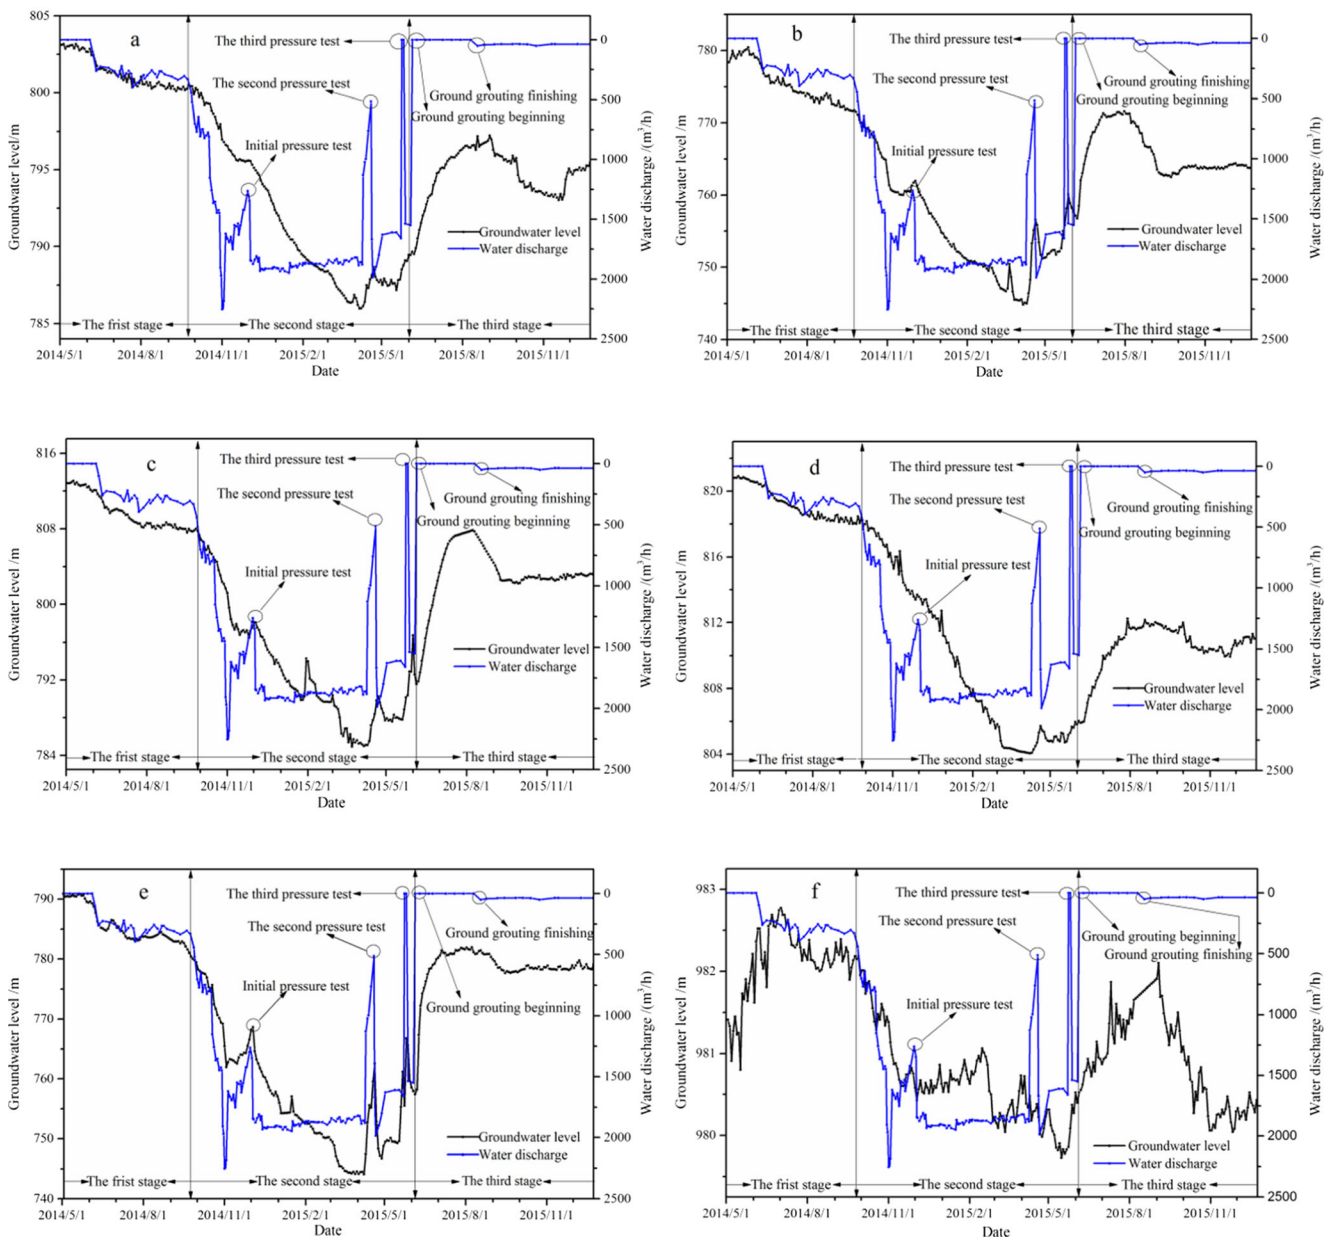 a
The third pressure test
The second pressure test
Ground grouting finishing
Ground grouting beginning
Initial pressure test
Groundwater level
Water discharge
The frist stage
The second stage
The third stage
805
800
795
790
785
Groundwater level/m
0
500
1000
1500
2000
2500
Water discharge /(m³/h)
2014/5/1 2014/8/1 2014/11/1 2015/2/1 2015/5/1 2015/8/1 2015/11/1
Date
b
The third pressure test
The second pressure test
Ground grouting finishing
Ground grouting beginning
Initial pressure test
Groundwater level
Water discharge
The frist stage
The second stage
The third stage
780
770
760
750
740
Groundwater level /m
0
500
1000
1500
2000
2500
Water discharge /(m³/h)
2014/5/1 2014/8/1 2014/11/1 2015/2/1 2015/5/1 2015/8/1 2015/11/1
Date
c
The third pressure test
The second pressure test
Ground grouting finishing
Ground grouting beginning
Initial pressure test
Groundwater level
Water discharge
The frist stage
The second stage
The third stage
816
808
800
792
784
Groundwater level /m
0
500
1000
1500
2000
2500
Water discharge /(m³/h)
2014/5/1 2014/8/1 2014/11/1 2015/2/1 2015/5/1 2015/8/1 2015/11/1
Date
d
The third pressure test
The second pressure test
Ground grouting finishing
Ground grouting beginning
Initial pressure test
Groundwater level
Water discharge
The frist stage
The second stage
The third stage
820
816
812
808
804
Groundwater level /m
0
500
1000
1500
2000
2500
Water discharge /(m³/h)
2014/5/1 2014/8/1 2014/11/1 2015/2/1 2015/5/1 2015/8/1 2015/11/1
Date
e
The third pressure test
The second pressure test
Ground grouting finishing
Initial pressure test
Ground grouting beginning
Groundwater level
Water discharge
The frist stage
The second stage
The third stage
790
780
770
760
750
740
Groundwater level /m
0
500
1000
1500
2000
2500
Water discharge /(m³/h)
2014/5/1 2014/8/1 2014/11/1 2015/2/1 2015/5/1 2015/8/1 2015/11/1
Date
f
The third pressure test
The second pressure test
Ground grouting beginning
Ground grouting finishing
Initial pressure test
Groundwater level
Water discharge
The frist stage
The second stage
The third stage
983
982
981
980
Groundwater level /m
0
500
1000
1500
2000
2500
Water discharge /(m³/h)
2014/5/1 2014/8/1 2014/11/1 2015/2/1 2015/5/1 2015/8/1 2015/11/1
Date